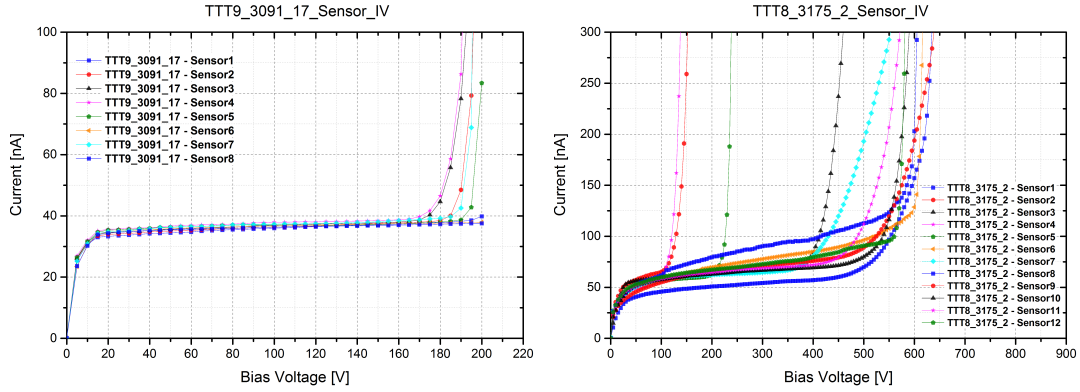 TTT9_3091_17_Sensor_IV
100
80
60
40
20
0
Current [nA]
TTT9_3091_17 - Sensor1
TTT9_3091_17 - Sensor2
TTT9_3091_17 - Sensor3
TTT9_3091_17 - Sensor4
TTT9_3091_17 - Sensor5
TTT9_3091_17 - Sensor6
TTT9_3091_17 - Sensor7
TTT9_3091_17 - Sensor8
0 20 40 60 80 100 120 140 160 180 200 220
Bias Voltage [V]
TTT8_3175_2_Sensor_IV
300
250
200
150
100
50
0
Current [nA]
TTT8_3175_2 - Sensor1
TTT8_3175_2 - Sensor2
TTT8_3175_2 - Sensor3
TTT8_3175_2 - Sensor4
TTT8_3175_2 - Sensor5
TTT8_3175_2 - Sensor6
TTT8_3175_2 - Sensor7
TTT8_3175_2 - Sensor8
TTT8_3175_2 - Sensor9
TTT8_3175_2 - Sensor10
TTT8_3175_2 - Sensor11
TTT8_3175_2 - Sensor12
0 100 200 300 400 500 600 700 800 900
Bias Voltage [V]